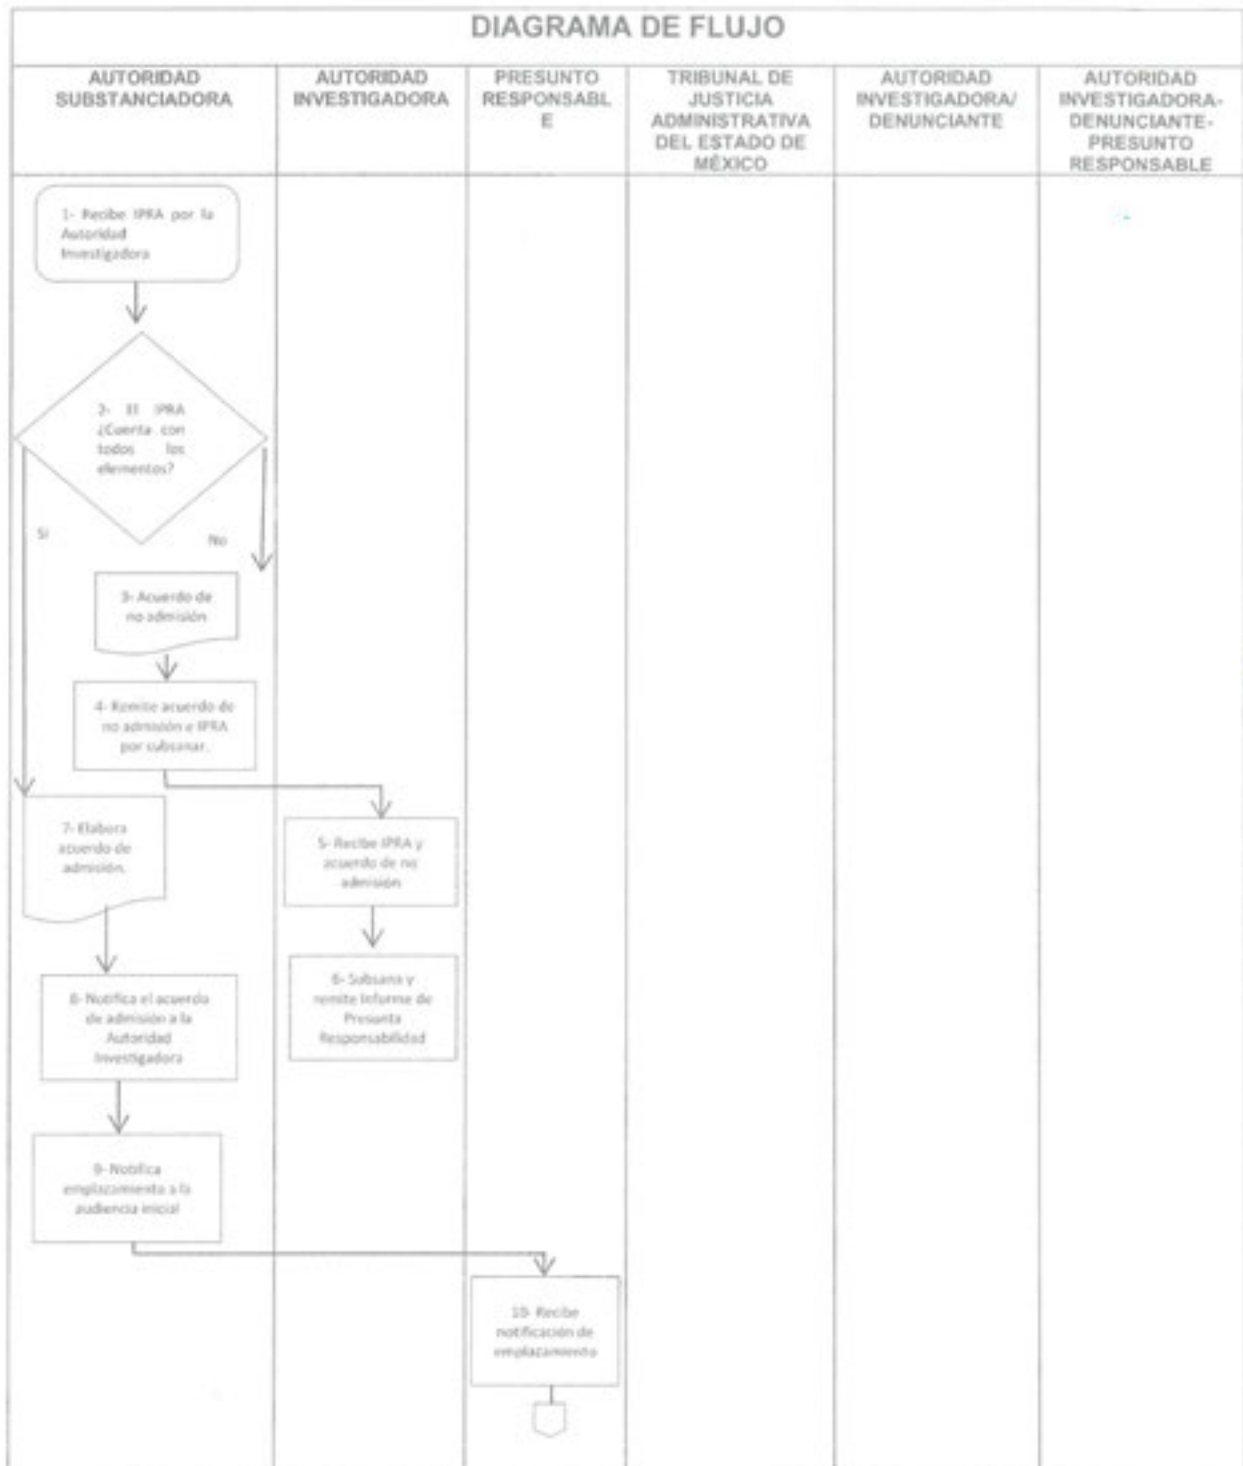 DIAGRAMA DE FLUJO
AUTORIDAD
SUBSTANCIADORA
AUTORIDAD
INVESTIGADORA
PRESUNTO
RESPONSABL
E
TRIBUNAL DE
JUSTICIA
ADMINISTRATIVA
DEL ESTADO DE
MÉXICO
AUTORIDAD
INVESTIGADORA/
DENUNCIANTE
AUTORIDAD
INVESTIGADORA-
DENUNCIANTE-
PRESUNTO
RESPONSABLE
1- Recibe IPRA por la
Autoridad
Investigadora
2- El IPRA
¿Cuenta con
todos los
elementos?
Si
No
3- Acuerdo de
no admisión
4- Remite acuerdo de
no admisión e IPRA
por subsanar.
5- Recibe IPRA y
acuerdo de no
admisión
6- Subsana y
remite Informe de
Presunta
Responsabilidad
7- Elabora
acuerdo de
admisión.
8- Notifica el acuerdo
de admisión a la
Autoridad
Investigadora
9- Notifica
emplazamiento a la
audiencia inicial
10- Recibe
notificación de
emplazamiento